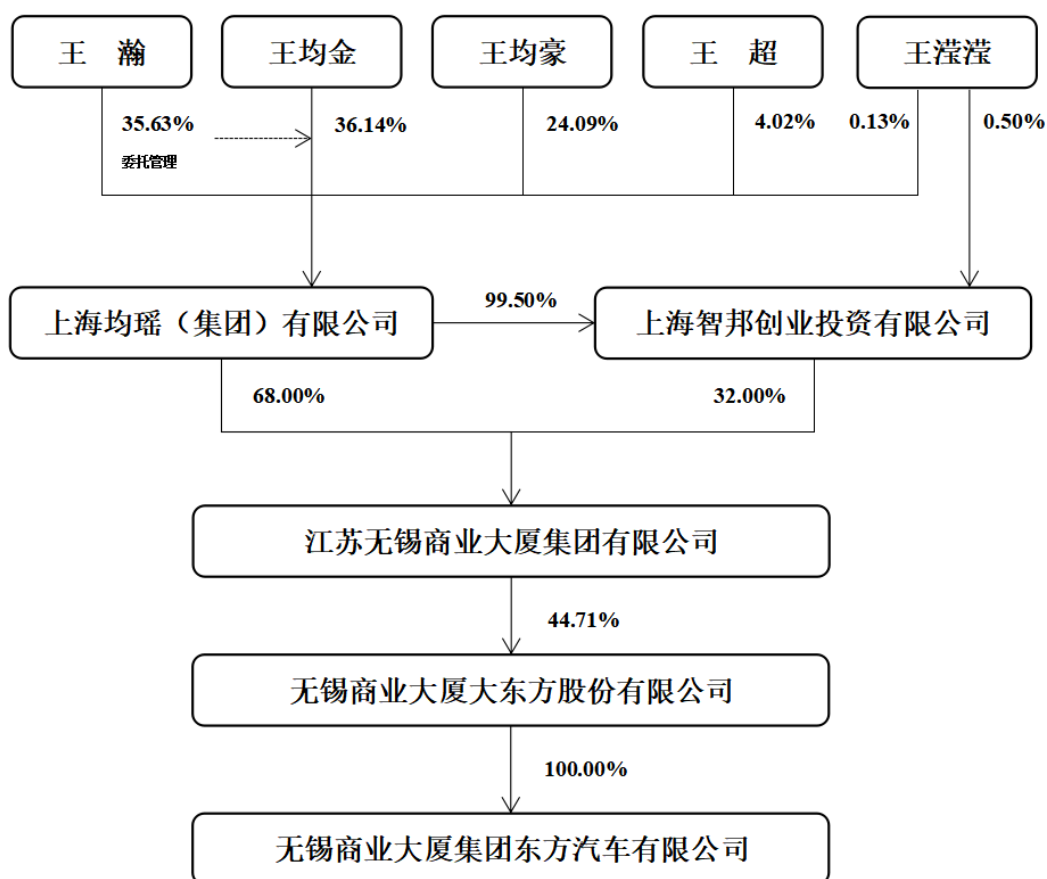 王 瀚
王均金
王均豪
王 超
王滢滢
35.63%
36.14%
24.09%
4.02%
0.13%
0.50%
委托管理
上海均瑶（集团）有限公司
99.50%
上海智邦创业投资有限公司
68.00%
32.00%
江苏无锡商业大厦集团有限公司
44.71%
无锡商业大厦大东方股份有限公司
100.00%
无锡商业大厦集团东方汽车有限公司